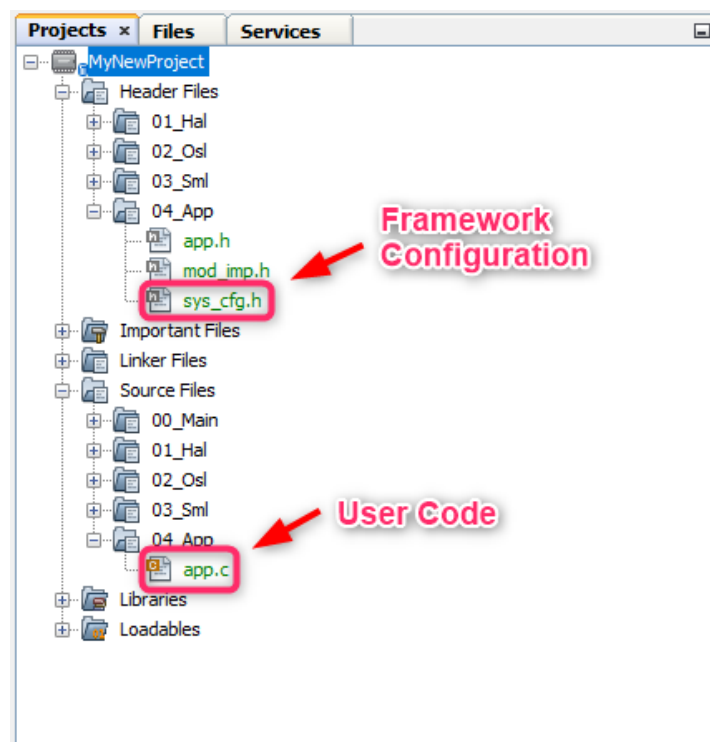 Projects × Files Services
MyNewProject
Header Files
01_Hal
02_Osl
03_Sml
04_App
app.h
mod_imp.h
sys_cfg.h
Framework
Configuration
Important Files
Linker Files
Source Files
00_Main
01_Hal
02_Osl
03_Sml
User Code
04_App
app.c
Libraries
Loadables